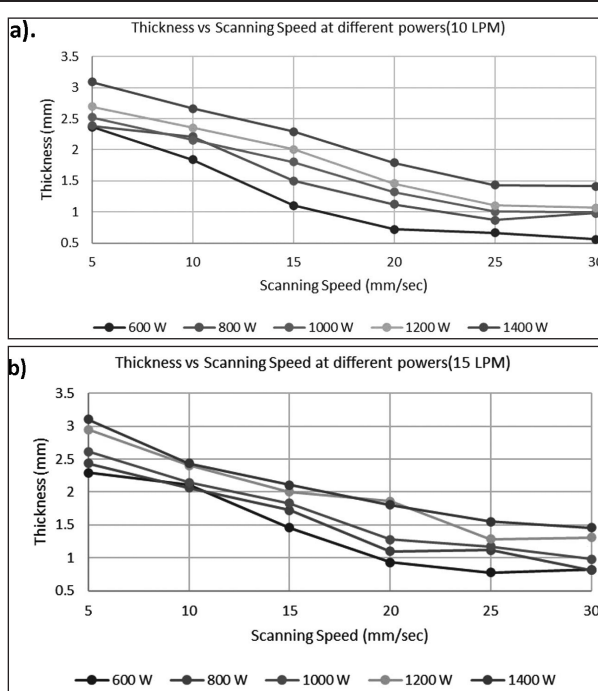 a).
Thickness vs Scanning Speed at different powers(10 LPM)
3.5
3
2.5
2
1.5
1
0.5
Thickness (mm)
5 10 15 20 25 30
Scanning Speed (mm/sec)
600 W 800 W 1000 W 1200 W 1400 W
b)
Thickness vs Scanning Speed at different powers(15 LPM)
3.5
3
2.5
2
1.5
1
0.5
Thickness (mm)
5 10 15 20 25 30
Scanning Speed (mm/sec)
600 W 800 W 1000 W 1200 W 1400 W